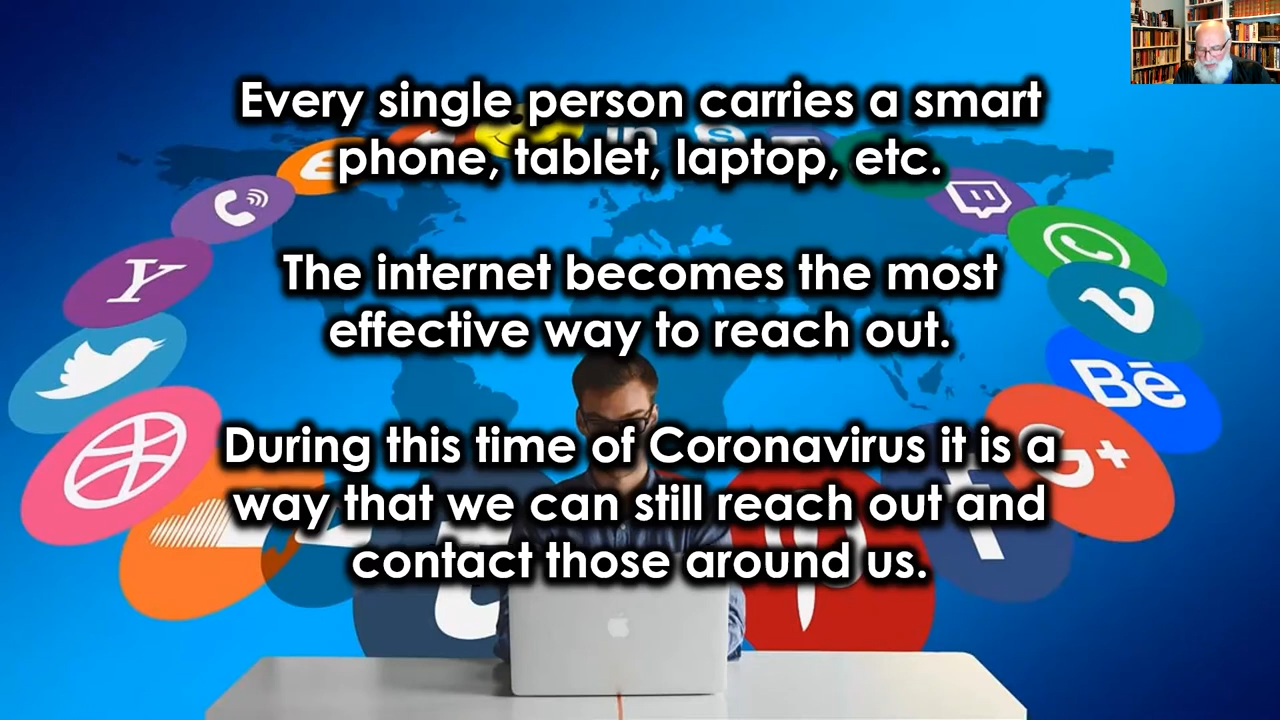 Every single person carries a smart
phone, tablet, laptop, etc.
The internet becomes the most
effective way to reach out.
During this time of Coronavirus it is a
way that we can still reach out and
contact those around us.
in
S
Y
Bē
G+
f
t